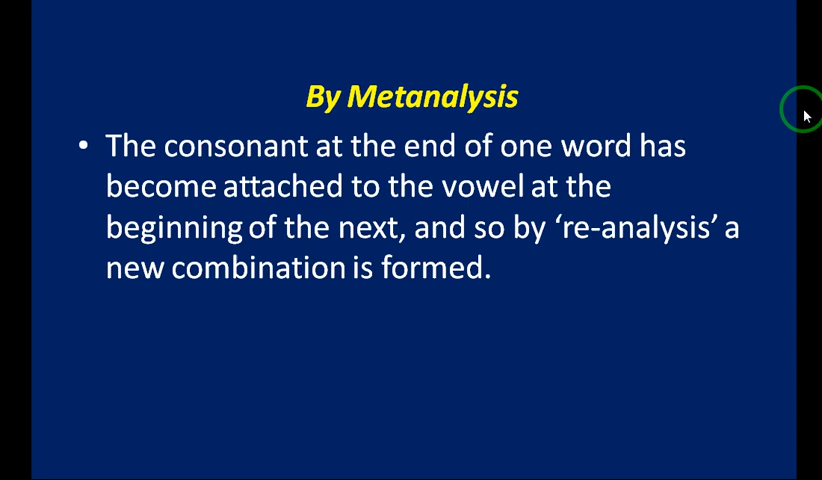 By Metanalysis
• The consonant at the end of one word has
become attached to the vowel at the
beginning of the next, and so by ‘re-analysis’ a
new combination is formed.